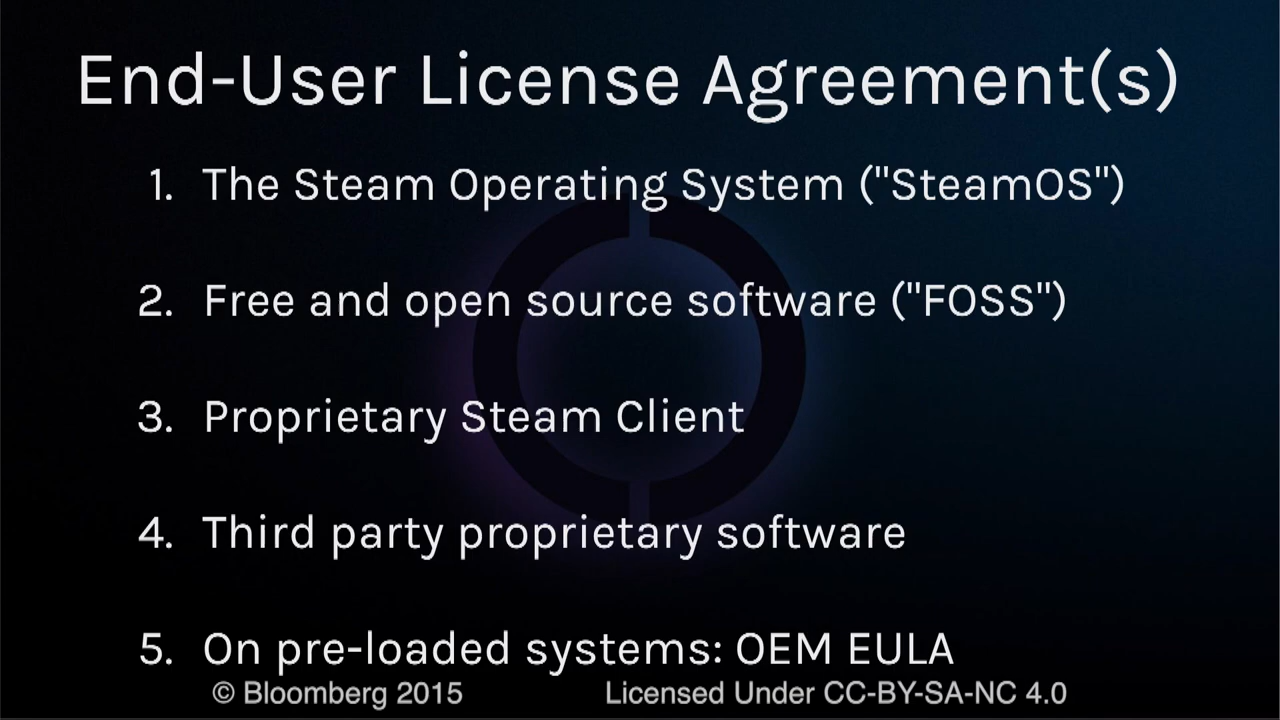 End-User License Agreement(s)
1. The Steam Operating System ("SteamOS")
2. Free and open source software ("FOSS")
3. Proprietary Steam Client
4. Third party proprietary software
5. On pre-loaded systems: OEM EULA
© Bloomberg 2015 Licensed Under CC-BY-SA-NC 4.0